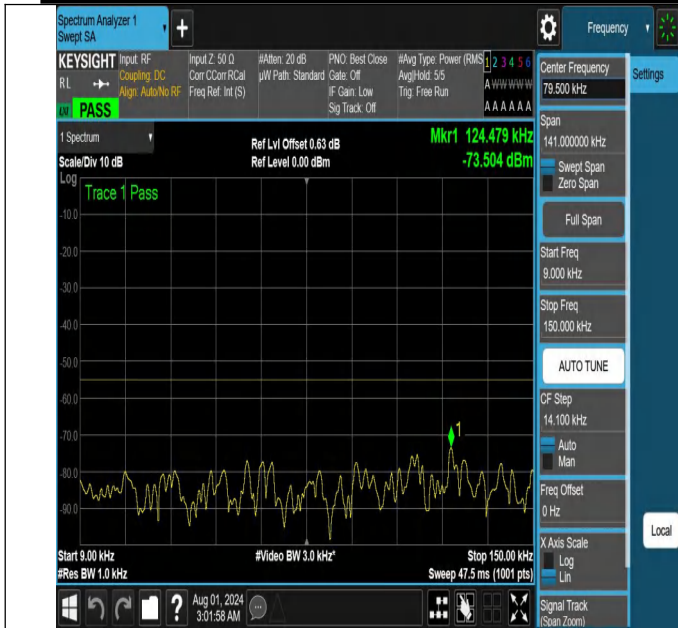 Spectrum Analyzer 1
Swept SA
+
Frequency
KEYSIGHT
RL
PASS
Input: RF
Coupling: DC
Align: Auto/No RF
Input Z: 50 Ω
Corr CCorr RCal
Freq Ref: Int (S)
#Atten: 20 dB
µW Path: Standard
PNO: Best Close
Gate: Off
IF Gain: Low
Sig Track: Off
#Avg Type: Power (RMS
Avg|Hold: 5/5
Trig: Free Run
1 2 3 4 5 6
A W W W W W
A A A A A A
1 Spectrum
Scale/Div 10 dB
Ref Lvl Offset 0.63 dB
Ref Level 0.00 dBm
Mkr1 124.479 kHz
-73.504 dBm
Log
Trace 1 Pass
-10.0
-20.0
-30.0
-40.0
-50.0
-60.0
-70.0
-80.0
-90.0
1
Start 9.00 kHz
#Res BW 1.0 kHz
#Video BW 3.0 kHz*
Stop 150.00 kHz
Sweep 47.5 ms (1001 pts)
Center Frequency
79.500 kHz
Settings
Span
141.000000 kHz
Swept Span
Zero Span
Full Span
Start Freq
9.000 kHz
Stop Freq
150.000 kHz
AUTO TUNE
CF Step
14.100 kHz
Auto
Man
Freq Offset
0 Hz
X Axis Scale
Log
Lin
Local
Signal Track
(Span Zoom)
?
Aug 01, 2024
3:01:58 AM